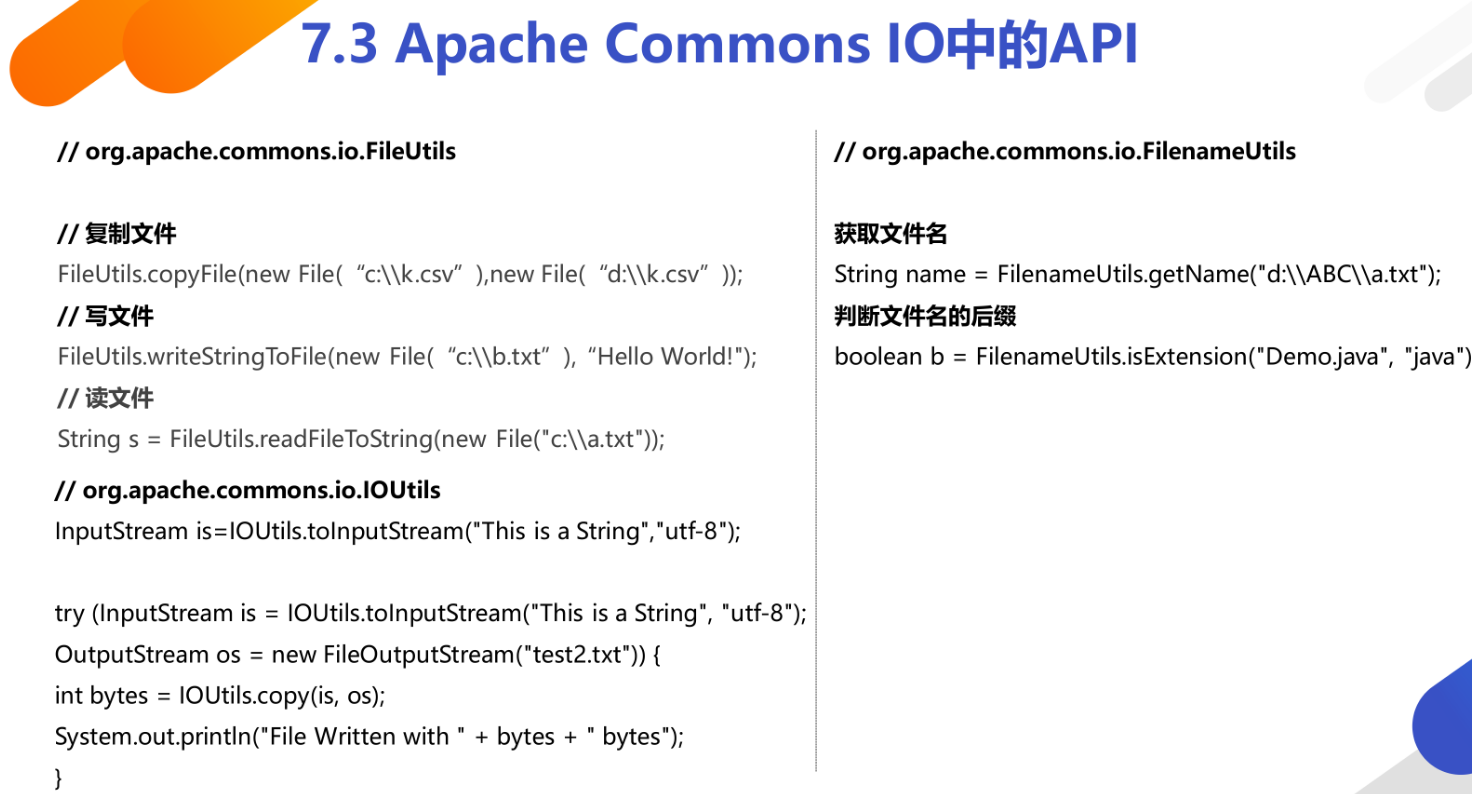 7.3 Apache Commons IO中的API
// org.apache.commons.io.FileUtils
// 复制文件
FileUtils.copyFile(new File(“c:\\k.csv”),new File(“d:\\k.csv”));
// 写文件
FileUtils.writeStringToFile(new File(“c:\\b.txt”),“Hello World!");
// 读文件
String s = FileUtils.readFileToString(new File("c:\\a.txt"));
// org.apache.commons.io.IOUtils
InputStream is=IOUtils.toInputStream("This is a String","utf-8");
try (InputStream is = IOUtils.toInputStream("This is a String", "utf-8");
OutputStream os = new FileOutputStream("test2.txt")) {
int bytes = IOUtils.copy(is, os);
System.out.println("File Written with " + bytes + " bytes");
}
// org.apache.commons.io.FilenameUtils
获取文件名
String name = FilenameUtils.getName("d:\\ABC\\a.txt");
判断文件名的后缀
boolean b = FilenameUtils.isExtension("Demo.java", "java")